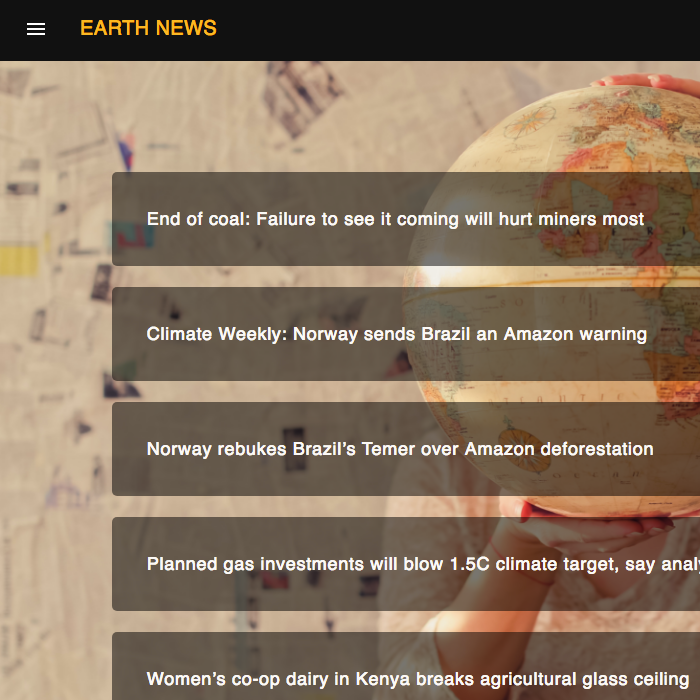 EARTH NEWS
End of coal: Failure to see it coming will hurt miners most
Climate Weekly: Norway sends Brazil an Amazon warning
Norway rebukes Brazil’s Temer over Amazon deforestation
Planned gas investments will blow 1.5C climate target, say
Women’s co-op dairy in Kenya breaks agricultural glass ceiling